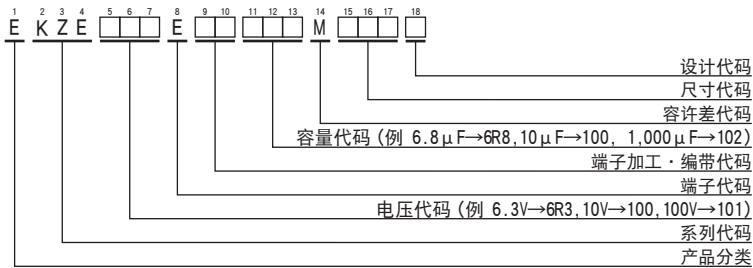 1 2 3 4 5 6 7 8 9 10 11 12 13 14 15 16 17 18
E K Z E □□□ E □□ □□□ M □□□ □
设计代码
尺寸代码
容许差代码
容量代码 (例 6.8μF→6R8,10μF→100, 1,000μF→102)
端子加工・编带代码
端子代码
电压代码 (例 6.3V→6R3,10V→100,100V→101)
系列代码
产品分类